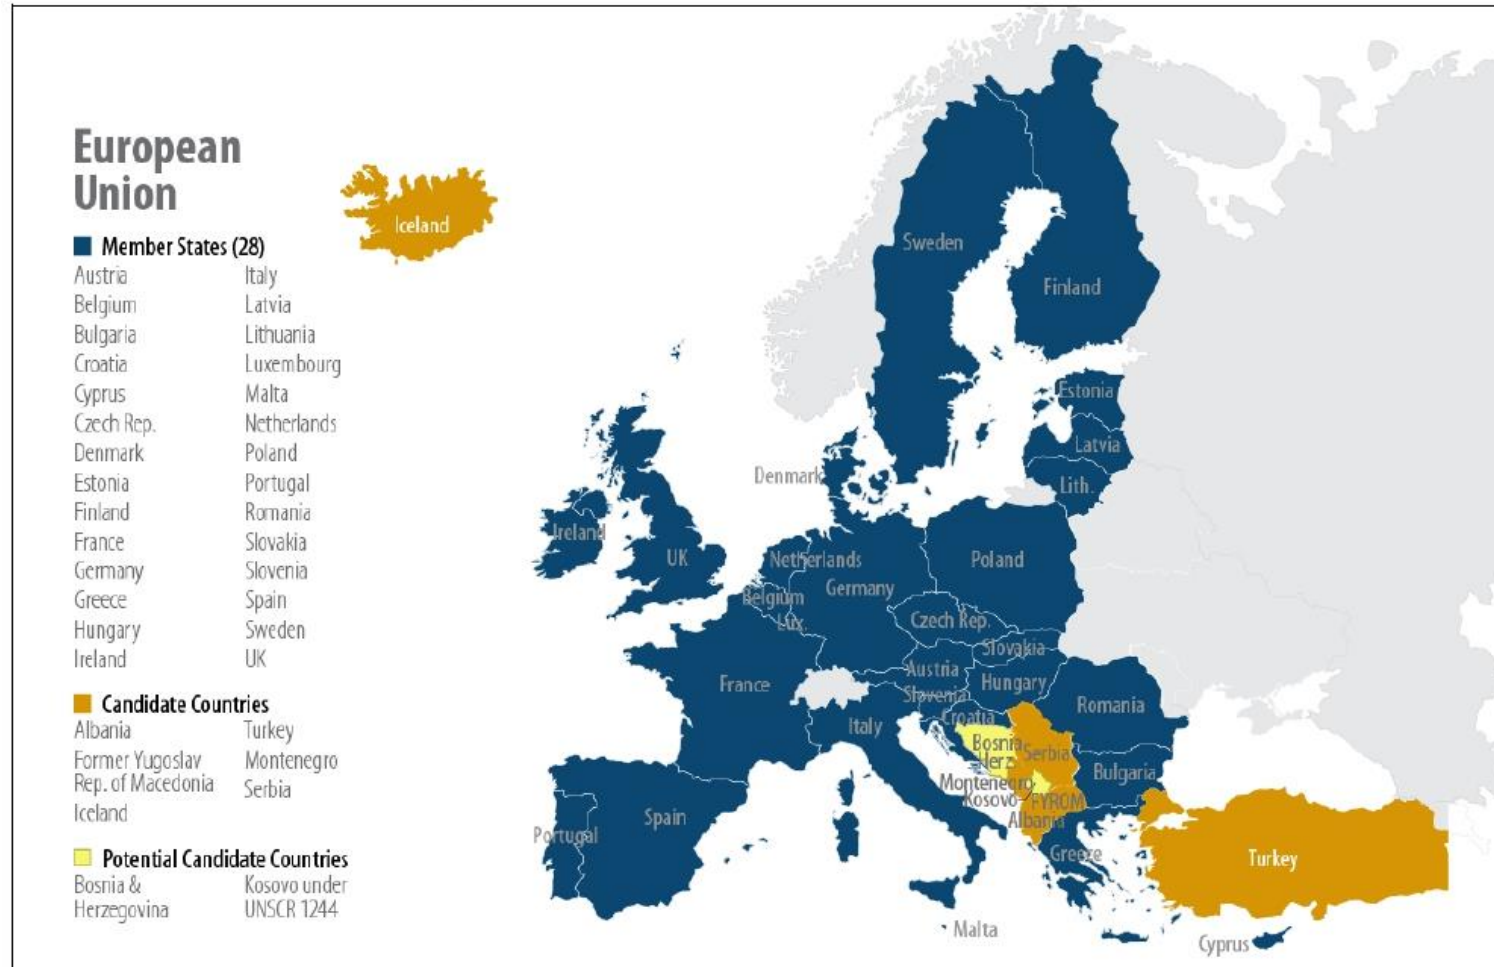 European
Union
Member States (28)
Austria
Belgium
Bulgaria
Croatia
Cyprus
Czech Rep.
Denmark
Estonia
Finland
France
Germany
Greece
Hungary
Ireland
Italy
Latvia
Lithuania
Luxembourg
Malta
Netherlands
Poland
Portugal
Romania
Slovakia
Slovenia
Spain
Sweden
UK
Candidate Countries
Albania
Former Yugoslav
Rep. of Macedonia
Iceland
Turkey
Montenegro
Serbia
Potential Candidate Countries
Bosnia &
Herzegovina
Kosovo under
UNSCR 1244
Iceland
Sweden
Finland
Estonia
Latvia
Lith.
Denmark
Ireland
UK
Netherlands
Poland
Belgium
Germany
Lux.
Czech Rep.
Slovakia
Austria
France
Slovenia
Hungary
Romania
Italy
Croatia
Bosnia
Herz.
Serbia
Bulgaria
Montenegro
Kosovo
FYROM
Albania
Portugal
Spain
Greece
Turkey
Malta
Cyprus